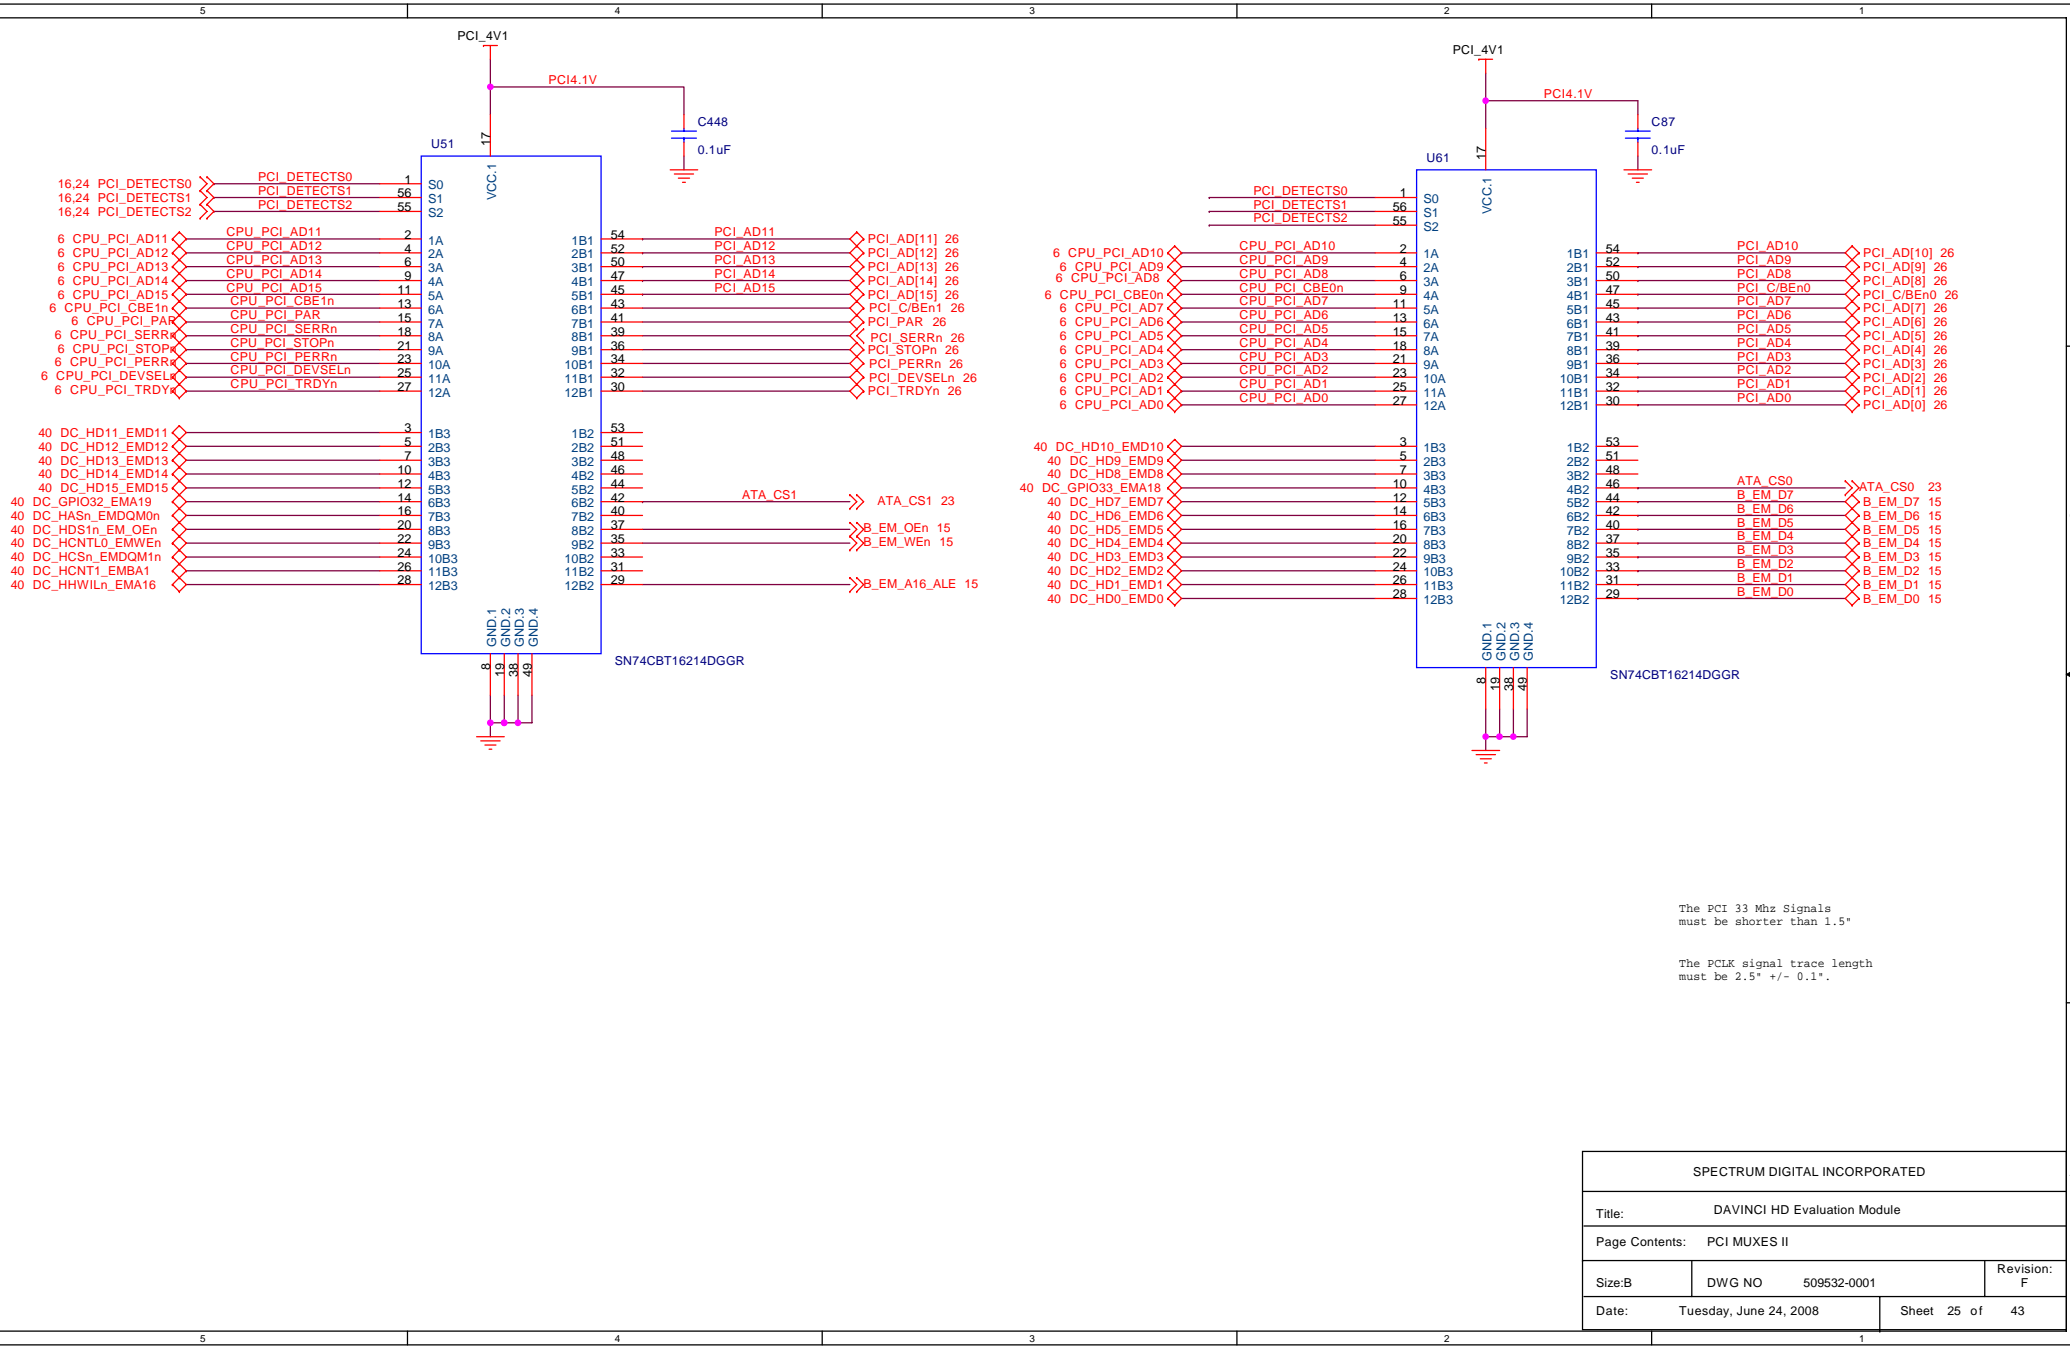 5 4 3 2 1
PCI_4V1
PCI4.1V
C448
0.1uF
U51
17
VCC.1
16,24 PCI_DETECTS0 PCI_DETECTS0 1 S0
16,24 PCI_DETECTS1 PCI_DETECTS1 56 S1
16,24 PCI_DETECTS2 PCI_DETECTS2 55 S2
6 CPU_PCI_AD11 CPU_PCI_AD11 2 1A 1B1 54 PCI_AD11 PCI_AD[11] 26
6 CPU_PCI_AD12 CPU_PCI_AD12 4 2A 2B1 52 PCI_AD12 PCI_AD[12] 26
6 CPU_PCI_AD13 CPU_PCI_AD13 6 3A 3B1 50 PCI_AD13 PCI_AD[13] 26
6 CPU_PCI_AD14 CPU_PCI_AD14 9 4A 4B1 47 PCI_AD14 PCI_AD[14] 26
6 CPU_PCI_AD15 CPU_PCI_AD15 11 5A 5B1 45 PCI_AD15 PCI_AD[15] 26
6 CPU_PCI_CBE1n CPU_PCI_CBE1n 13 6A 6B1 43 PCI_C/BEn1 26
6 CPU_PCI_PAR CPU_PCI_PAR 15 7A 7B1 41 PCI_PAR 26
6 CPU_PCI_SERRn CPU_PCI_SERRn 18 8A 8B1 39 PCI_SERRn 26
6 CPU_PCI_STOPn CPU_PCI_STOPn 21 9A 9B1 36 PCI_STOPn 26
6 CPU_PCI_PERRn CPU_PCI_PERRn 23 10A 10B1 34 PCI_PERRn 26
6 CPU_PCI_DEVSELn CPU_PCI_DEVSELn 25 11A 11B1 32 PCI_DEVSELn 26
6 CPU_PCI_TRDYn CPU_PCI_TRDYn 27 12A 12B1 30 PCI_TRDYn 26
40 DC_HD11_EMD11 3 1B3 1B2 53
40 DC_HD12_EMD12 5 2B3 2B2 51
40 DC_HD13_EMD13 7 3B3 3B2 48
40 DC_HD14_EMD14 10 4B3 4B2 46
40 DC_HD15_EMD15 12 5B3 5B2 44
40 DC_GPIO32_EMA19 14 6B3 6B2 42 ATA_CS1 ATA_CS1 23
40 DC_HASn_EMDQM0n 16 7B3 7B2 40
40 DC_HDS1n_EM_OEn 20 8B3 8B2 37 B_EM_OEn 15
40 DC_HCNTL0_EMWEn 22 9B3 9B2 35 B_EM_WEn 15
40 DC_HCSn_EMDQM1n 24 10B3 10B2 33
40 DC_HCNT1_EMBA1 26 11B3 11B2 31
40 DC_HHWILn_EMA16 28 12B3 12B2 29 B_EM_A16_ALE 15
GND.1 GND.2 GND.3 GND.4
8 19 38 49
SN74CBT16214DGGR
PCI_4V1
PCI4.1V
C87
0.1uF
U61
17
VCC.1
PCI_DETECTS0 1 S0
PCI_DETECTS1 56 S1
PCI_DETECTS2 55 S2
6 CPU_PCI_AD10 CPU_PCI_AD10 2 1A 1B1 54 PCI_AD10 PCI_AD[10] 26
6 CPU_PCI_AD9 CPU_PCI_AD9 4 2A 2B1 52 PCI_AD9 PCI_AD[9] 26
6 CPU_PCI_AD8 CPU_PCI_AD8 6 3A 3B1 50 PCI_AD8 PCI_AD[8] 26
6 CPU_PCI_CBE0n CPU_PCI_CBE0n 9 4A 4B1 47 PCI_C/BEn0 PCI_C/BEn0 26
6 CPU_PCI_AD7 CPU_PCI_AD7 11 5A 5B1 45 PCI_AD7 PCI_AD[7] 26
6 CPU_PCI_AD6 CPU_PCI_AD6 13 6A 6B1 43 PCI_AD6 PCI_AD[6] 26
6 CPU_PCI_AD5 CPU_PCI_AD5 15 7A 7B1 41 PCI_AD5 PCI_AD[5] 26
6 CPU_PCI_AD4 CPU_PCI_AD4 18 8A 8B1 39 PCI_AD4 PCI_AD[4] 26
6 CPU_PCI_AD3 CPU_PCI_AD3 21 9A 9B1 36 PCI_AD3 PCI_AD[3] 26
6 CPU_PCI_AD2 CPU_PCI_AD2 23 10A 10B1 34 PCI_AD2 PCI_AD[2] 26
6 CPU_PCI_AD1 CPU_PCI_AD1 25 11A 11B1 32 PCI_AD1 PCI_AD[1] 26
6 CPU_PCI_AD0 CPU_PCI_AD0 27 12A 12B1 30 PCI_AD0 PCI_AD[0] 26
40 DC_HD10_EMD10 3 1B3 1B2 53
40 DC_HD9_EMD9 5 2B3 2B2 51
40 DC_HD8_EMD8 7 3B3 3B2 48
40 DC_GPIO33_EMA18 10 4B3 4B2 46 ATA_CS0 ATA_CS0 23
40 DC_HD7_EMD7 12 5B3 5B2 44 B_EM_D7 B_EM_D7 15
40 DC_HD6_EMD6 14 6B3 6B2 42 B_EM_D6 B_EM_D6 15
40 DC_HD5_EMD5 16 7B3 7B2 40 B_EM_D5 B_EM_D5 15
40 DC_HD4_EMD4 20 8B3 8B2 37 B_EM_D4 B_EM_D4 15
40 DC_HD3_EMD3 22 9B3 9B2 35 B_EM_D3 B_EM_D3 15
40 DC_HD2_EMD2 24 10B3 10B2 33 B_EM_D2 B_EM_D2 15
40 DC_HD1_EMD1 26 11B3 11B2 31 B_EM_D1 B_EM_D1 15
40 DC_HD0_EMD0 28 12B3 12B2 29 B_EM_D0 B_EM_D0 15
GND.1 GND.2 GND.3 GND.4
8 19 38 49
SN74CBT16214DGGR
The PCI 33 Mhz Signals
must be shorter than 1.5"
The PCLK signal trace length
must be 2.5" +/- 0.1".
SPECTRUM DIGITAL INCORPORATED
Title: DAVINCI HD Evaluation Module
Page Contents: PCI MUXES II
Size:B DWG NO 509532-0001 Revision: F
Date: Tuesday, June 24, 2008 Sheet 25 of 43
5 4 3 2 1